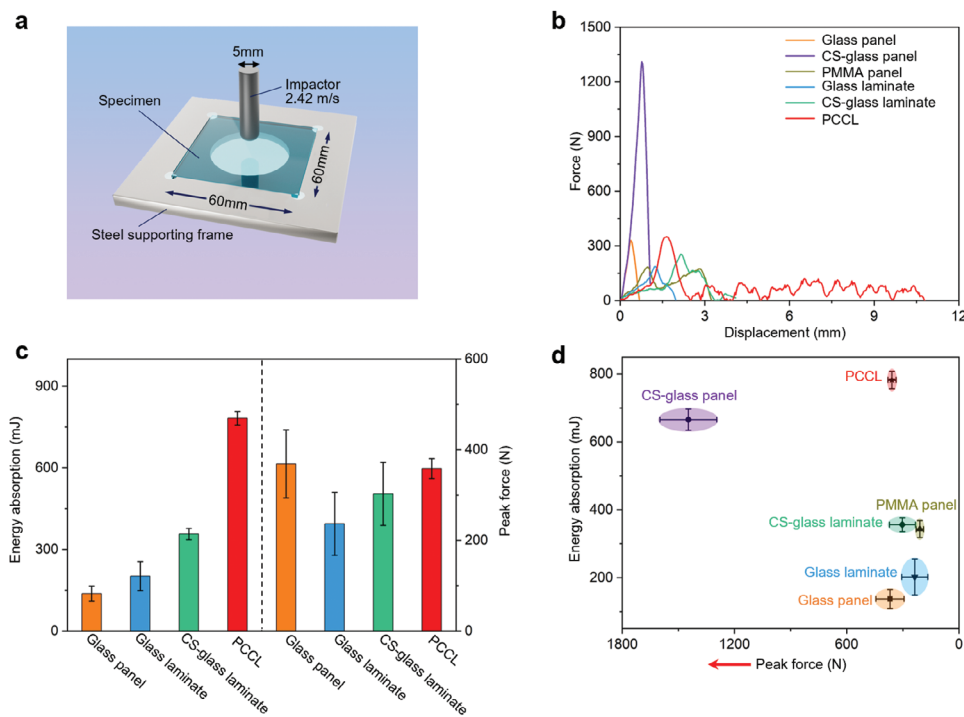 a
5mm
Impactor
2.42 m/s
Specimen
60mm
60mm
Steel supporting frame
b
1500
1200
900
600
300
0
Force (N)
Glass panel
CS-glass panel
PMMA panel
Glass laminate
CS-glass laminate
PCCL
0
3
6
9
12
Displacement (mm)
c
900
600
300
0
Energy absorption (mJ)
600
400
200
0
Peak force (N)
Glass panel
Glass laminate
CS-glass laminate
PCCL
Glass panel
Glass laminate
CS-glass laminate
PCCL
d
800
600
400
200
Energy absorption (mJ)
PCCL
CS-glass panel
PMMA panel
CS-glass laminate
Glass laminate
Glass panel
1800
1200
600
0
Peak force (N)